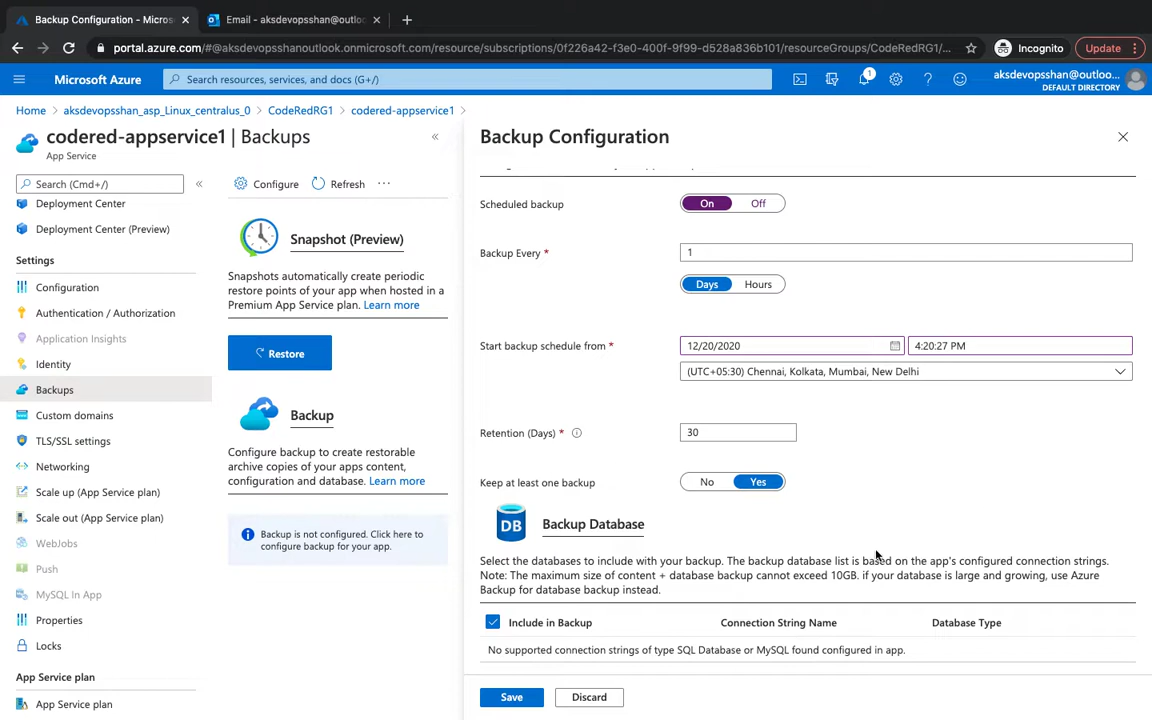 Backup Configuration - Micros
Email - aksdevopsshan@outloo
portal.azure.com/#@aksdevopsshanoutlook.onmicrosoft.com/resource/subscriptions/0f226a42-f3e0-400f-9f99-d528a836b101/resourceGroups/CodeRedRG1/...
Incognito
Update
Microsoft Azure
Search resources, services, and docs (G+/)
1
aksdevopsshan@outloo...
DEFAULT DIRECTORY
Home > aksdevopsshan_asp_Linux_centralus_0 > CodeRedRG1 > codered-appservice1 >
codered-appservice1 | Backups
App Service
Search (Cmd+/)
Deployment Center
Deployment Center (Preview)
Settings
Configuration
Authentication / Authorization
Application Insights
Identity
Backups
Custom domains
TLS/SSL settings
Networking
Scale up (App Service plan)
Scale out (App Service plan)
WebJobs
Push
MySQL In App
Properties
Locks
App Service plan
App Service plan
Configure
Refresh
Snapshot (Preview)
Snapshots automatically create periodic
restore points of your app when hosted in a
Premium App Service plan. Learn more
Restore
Backup
Configure backup to create restorable
archive copies of your apps content,
configuration and database. Learn more
Backup is not configured. Click here to
configure backup for your app.
Backup Configuration
Scheduled backup
On Off
Backup Every *
1
Days Hours
Start backup schedule from *
12/20/2020
4:20:27 PM
(UTC+05:30) Chennai, Kolkata, Mumbai, New Delhi
Retention (Days) *
30
Keep at least one backup
No Yes
DB
Backup Database
Select the databases to include with your backup. The backup database list is based on the app's configured connection strings.
Note: The maximum size of content + database backup cannot exceed 10GB. if your database is large and growing, use Azure
Backup for database backup instead.
Include in Backup
Connection String Name
Database Type
No supported connection strings of type SQL Database or MySQL found configured in app.
Save
Discard